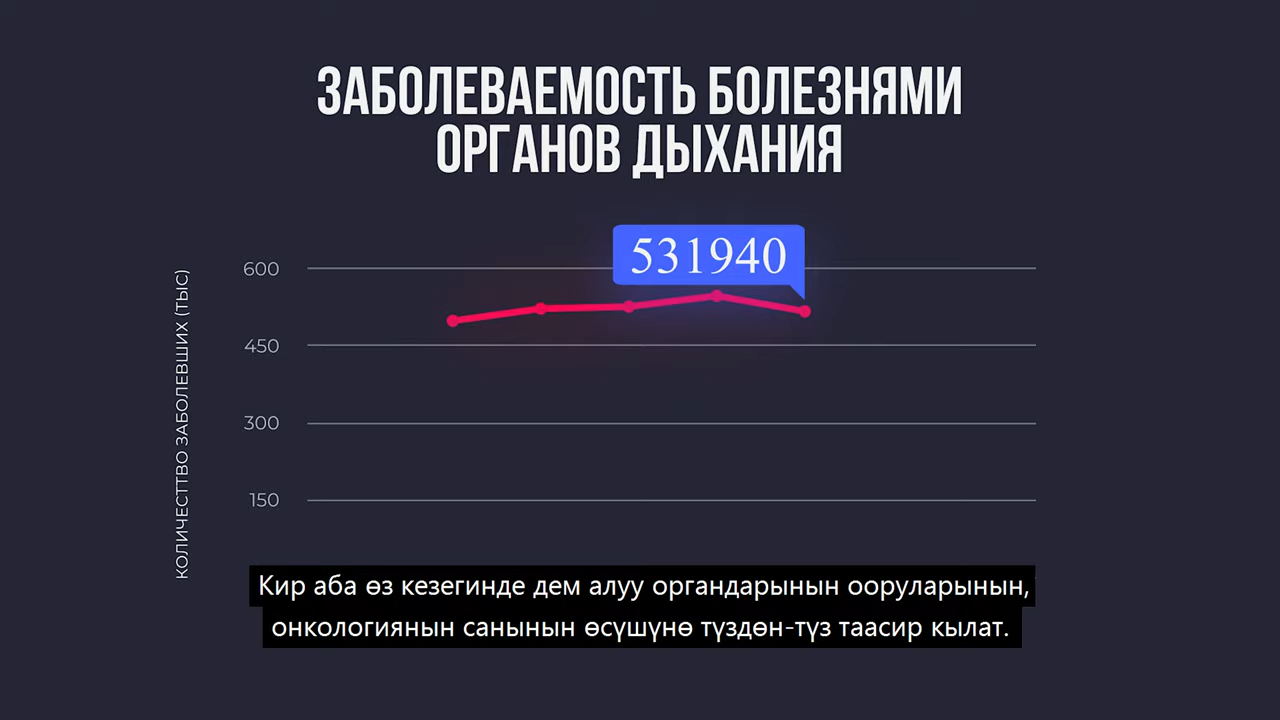 ЗАБОЛЕВАЕМОСТЬ БОЛЕЗНЯМИ
ОРГАНОВ ДЫХАНИЯ
531940
600
450
300
150
КОЛИЧЕСТТВО ЗАБОЛЕВШИХ (ТЫС)
Кир аба өз кезегинде дем алуу органдарынын ооруларынын,
онкологиянын санынын өсүшүнө түздөн-түз таасир кылат.